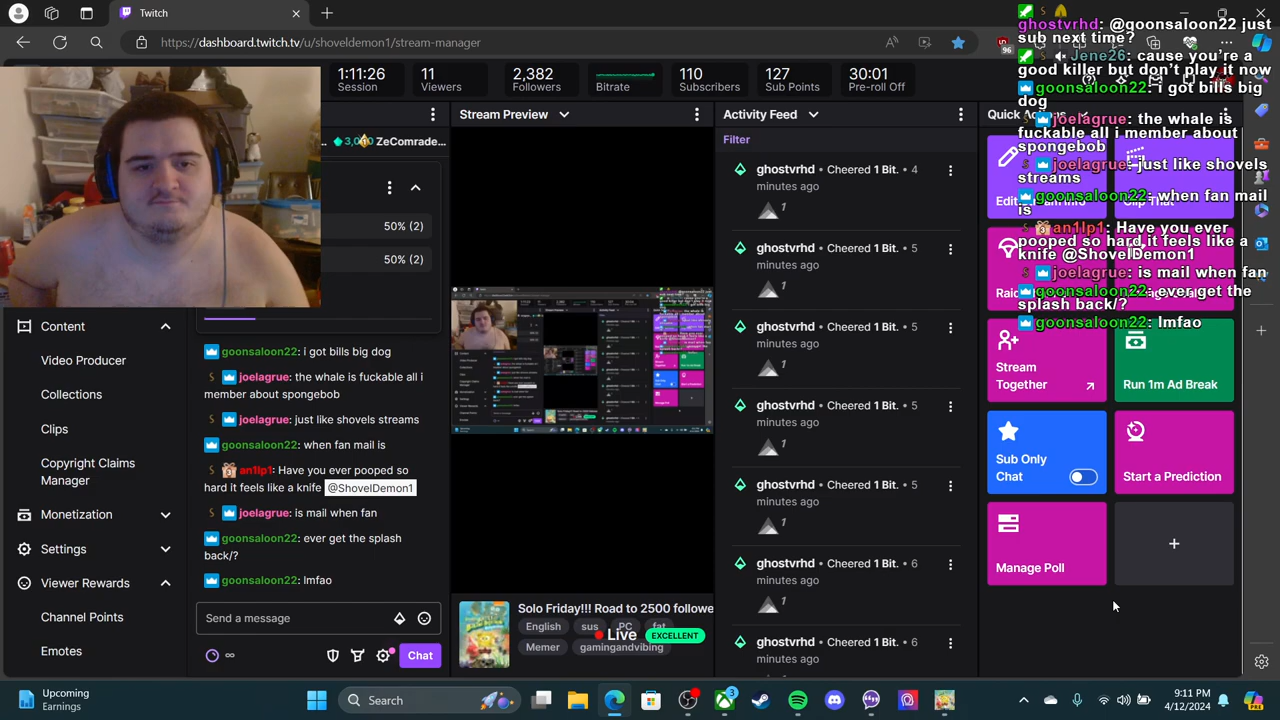 Twitch
https://dashboard.twitch.tv/u/shoveldemon1/stream-manager
96
1:11:26
Session
11
Viewers
2,382
Followers
Bitrate
110
Subscribers
127
Sub Points
30:01
Pre-roll Off
ZeComrade...
50% (2)
50% (2)
Content
Video Producer
Collections
Clips
Copyright Claims
Manager
Monetization
Settings
Viewer Rewards
Channel Points
Emotes
goonsaloon22: i got bills big dog
joelagrue: the whale is fuckable all i
member about spongebob
joelagrue: just like shovels streams
goonsaloon22: when fan mail is
an1lp1: Have you ever pooped so
hard it feels like a knife @ShovelDemon1
joelagrue: is mail when fan
goonsaloon22: ever get the splash
back/?
goonsaloon22: lmfao
Send a message
Chat
Stream Preview
Solo Friday!!! Road to 2500 followe
English
sus
PC
fat
Live
EXCELLENT
Memer
gamingandvibing
Activity Feed
Filter
ghostvrhd • Cheered 1 Bit. • 4
minutes ago
1
ghostvrhd • Cheered 1 Bit. • 5
minutes ago
1
ghostvrhd • Cheered 1 Bit. • 5
minutes ago
1
ghostvrhd • Cheered 1 Bit. • 5
minutes ago
1
ghostvrhd • Cheered 1 Bit. • 5
minutes ago
1
ghostvrhd • Cheered 1 Bit. • 6
minutes ago
1
ghostvrhd • Cheered 1 Bit. • 6
minutes ago
ghostvrhd: @goonsaloon22 just
sub next time?
Jene26: cause you're a
good killer but don't play it now
goonsaloon22: i got bills big
dog
joelagrue: the whale is
fuckable all i member about
spongebob
joelagrue: just like shovels
streams
goonsaloon22: when fan mail
is
an1lp1: Have you ever
pooped so hard it feels like a
knife @ShovelDemon1
joelagrue: is mail when fan
goonsaloon22: ever get the
splash back/?
goonsaloon22: lmfao
Stream
Together
Run 1m Ad Break
Sub Only
Chat
Start a Prediction
Manage Poll
+
Upcoming
Earnings
Search
3
9:11 PM
4/12/2024